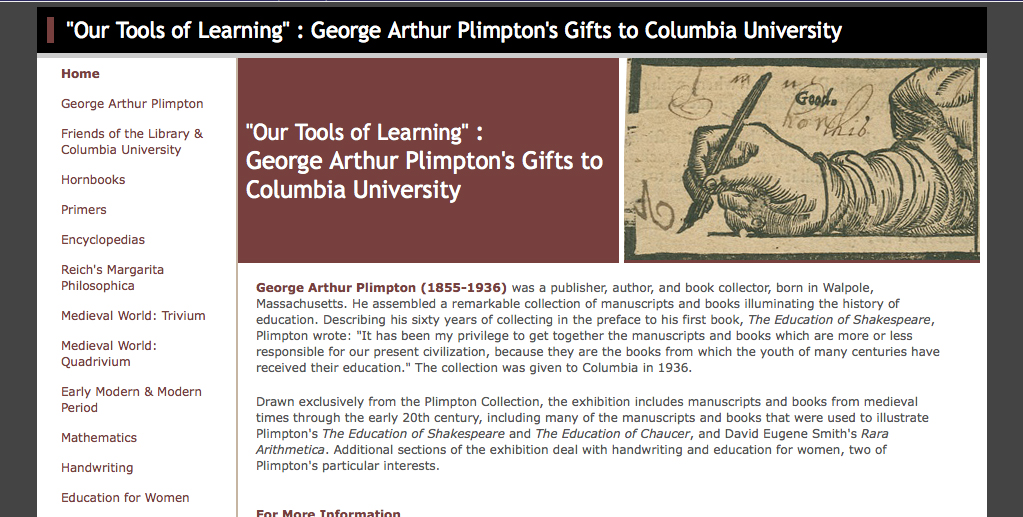 "Our Tools of Learning" : George Arthur Plimpton's Gifts to Columbia University
Home
George Arthur Plimpton
Friends of the Library &
Columbia University
Hornbooks
Primers
Encyclopedias
Reich's Margarita
Philosophica
Medieval World: Trivium
Medieval World:
Quadrivium
Early Modern & Modern
Period
Mathematics
Handwriting
Education for Women
"Our Tools of Learning" :
George Arthur Plimpton's Gifts to
Columbia University
Good.
George Arthur Plimpton (1855-1936) was a publisher, author, and book collector, born in Walpole,
Massachusetts. He assembled a remarkable collection of manuscripts and books illuminating the history of
education. Describing his sixty years of collecting in the preface to his first book, The Education of Shakespeare,
Plimpton wrote: "It has been my privilege to get together the manuscripts and books which are more or less
responsible for our present civilization, because they are the books from which the youth of many centuries have
received their education." The collection was given to Columbia in 1936.
Drawn exclusively from the Plimpton Collection, the exhibition includes manuscripts and books from medieval
times through the early 20th century, including many of the manuscripts and books that were used to illustrate
Plimpton's The Education of Shakespeare and The Education of Chaucer, and David Eugene Smith's Rara
Arithmetica. Additional sections of the exhibition deal with handwriting and education for women, two of
Plimpton's particular interests.
For More Information